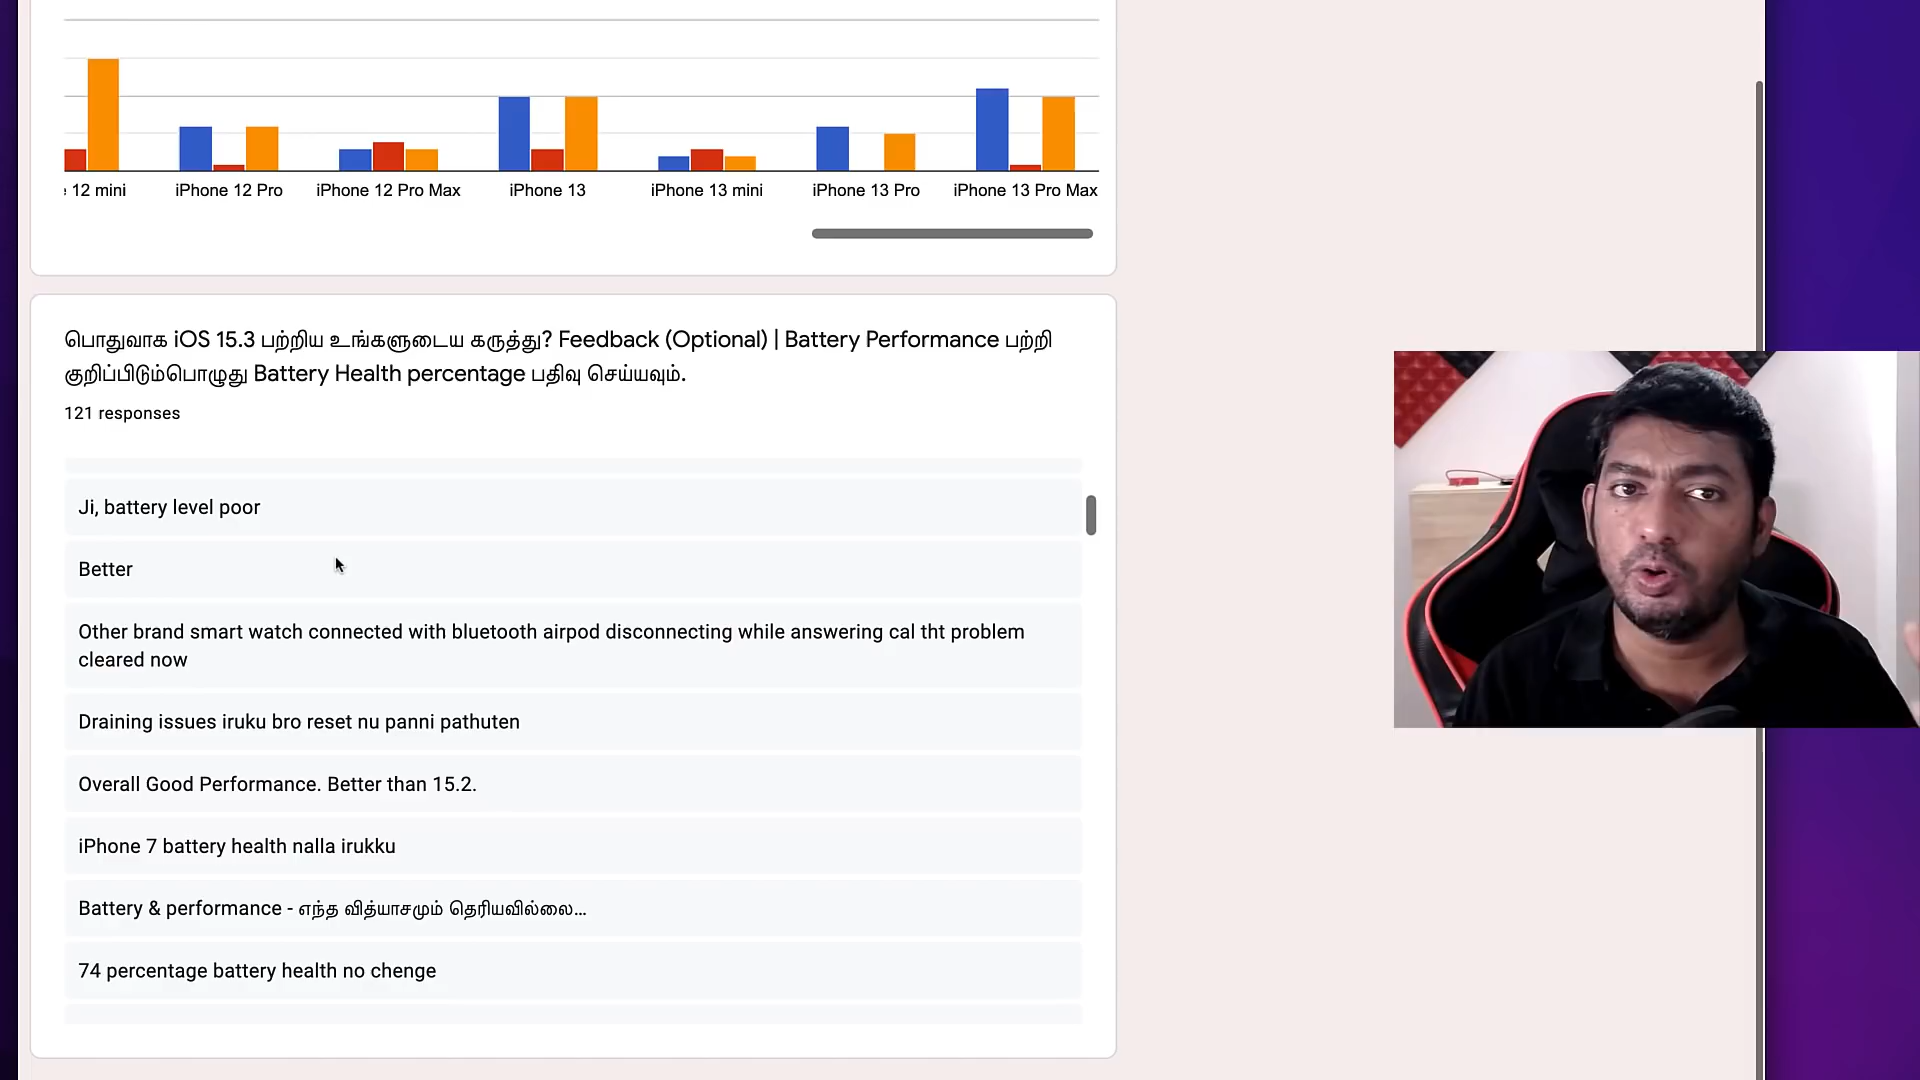 12 mini
iPhone 12 Pro
iPhone 12 Pro Max
iPhone 13
iPhone 13 mini
iPhone 13 Pro
iPhone 13 Pro Max
பொதுவாக iOS 15.3 பற்றிய உங்களுடைய கருத்து? Feedback (Optional) | Battery Performance பற்றி
குறிப்பிடும்பொழுது Battery Health percentage பதிவு செய்யவும்.
121 responses
Ji, battery level poor
Better
Other brand smart watch connected with bluetooth airpod disconnecting while answering cal tht problem
cleared now
Draining issues iruku bro reset nu panni pathuten
Overall Good Performance. Better than 15.2.
iPhone 7 battery health nalla irukku
Battery & performance - எந்த வித்யாசமும் தெரியவில்லை...
74 percentage battery health no chenge